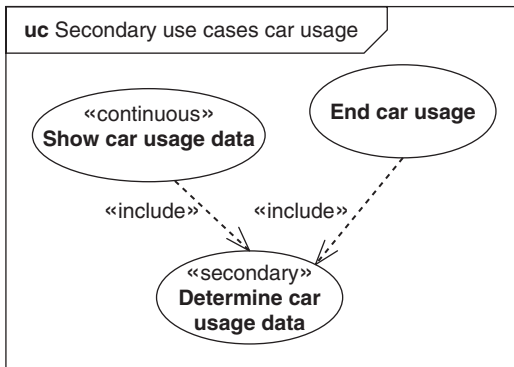 uc Secondary use cases car usage
«continuous»
Show car usage data
End car usage
«include»
«include»
«secondary»
Determine car
usage data